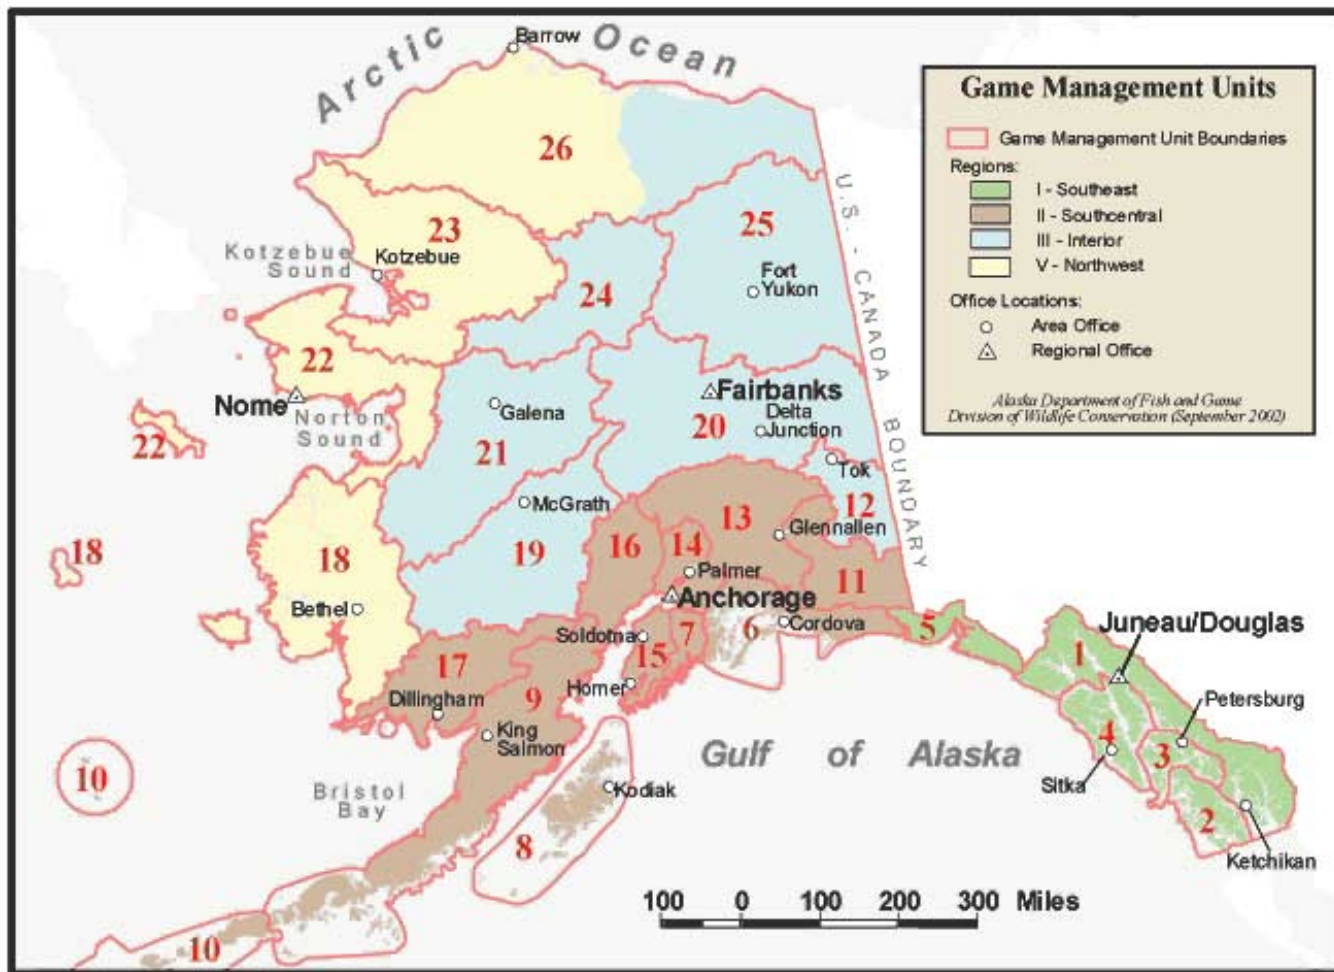 Arctic Ocean
Barrow
Game Management Units
Game Management Unit Boundaries
Regions:
I - Southeast
II - Southcentral
III - Interior
V - Northwest
Office Locations:
Area Office
Regional Office
Alaska Department of Fish and Game
Division of Wildlife Conservation (September 2002)
U.S. - CANADA BOUNDARY
26
23
25
Kotzebue
Sound
Kotzebue
24
Fort
Yukon
22
Nome
Norton
Sound
22
Galena
Fairbanks
20
Delta
Junction
21
Tok
McGrath
12
13
Glennallen
18
18
19
16
14
Palmer
11
Bethel
Anchorage
Cordova
6
5
Soldotna
7
15
Homer
17
9
Dillingham
King
Salmon
1
Juneau/Douglas
Petersburg
4
3
Sitka
2
Ketchikan
Gulf of Alaska
10
Bristol
Bay
Kodiak
8
10
100 0 100 200 300 Miles